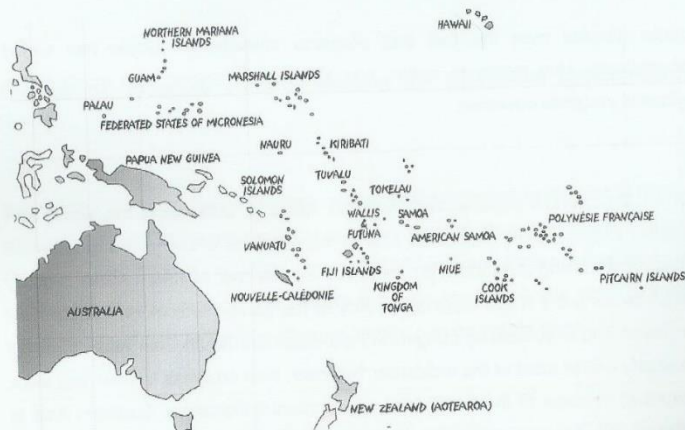 HAWAII
NORTHERN MARIANA
ISLANDS
GUAM
MARSHALL ISLANDS
PALAU
FEDERATED STATES OF MICRONESIA
NAURU
KIRIBATI
PAPUA NEW GUINEA
TUVALU
SOLOMON
ISLANDS
TOKELAU
WALLIS
&
FUTUNA
SAMOA
AMERICAN SAMOA
POLYNÉSIE FRANÇAISE
VANUATU
FIJI ISLANDS
NIUE
PITCAIRN ISLANDS
KINGDOM
OF
TONGA
COOK
ISLANDS
NOUVELLE-CALÉDONIE
AUSTRALIA
NEW ZEALAND (AOTEAROA)